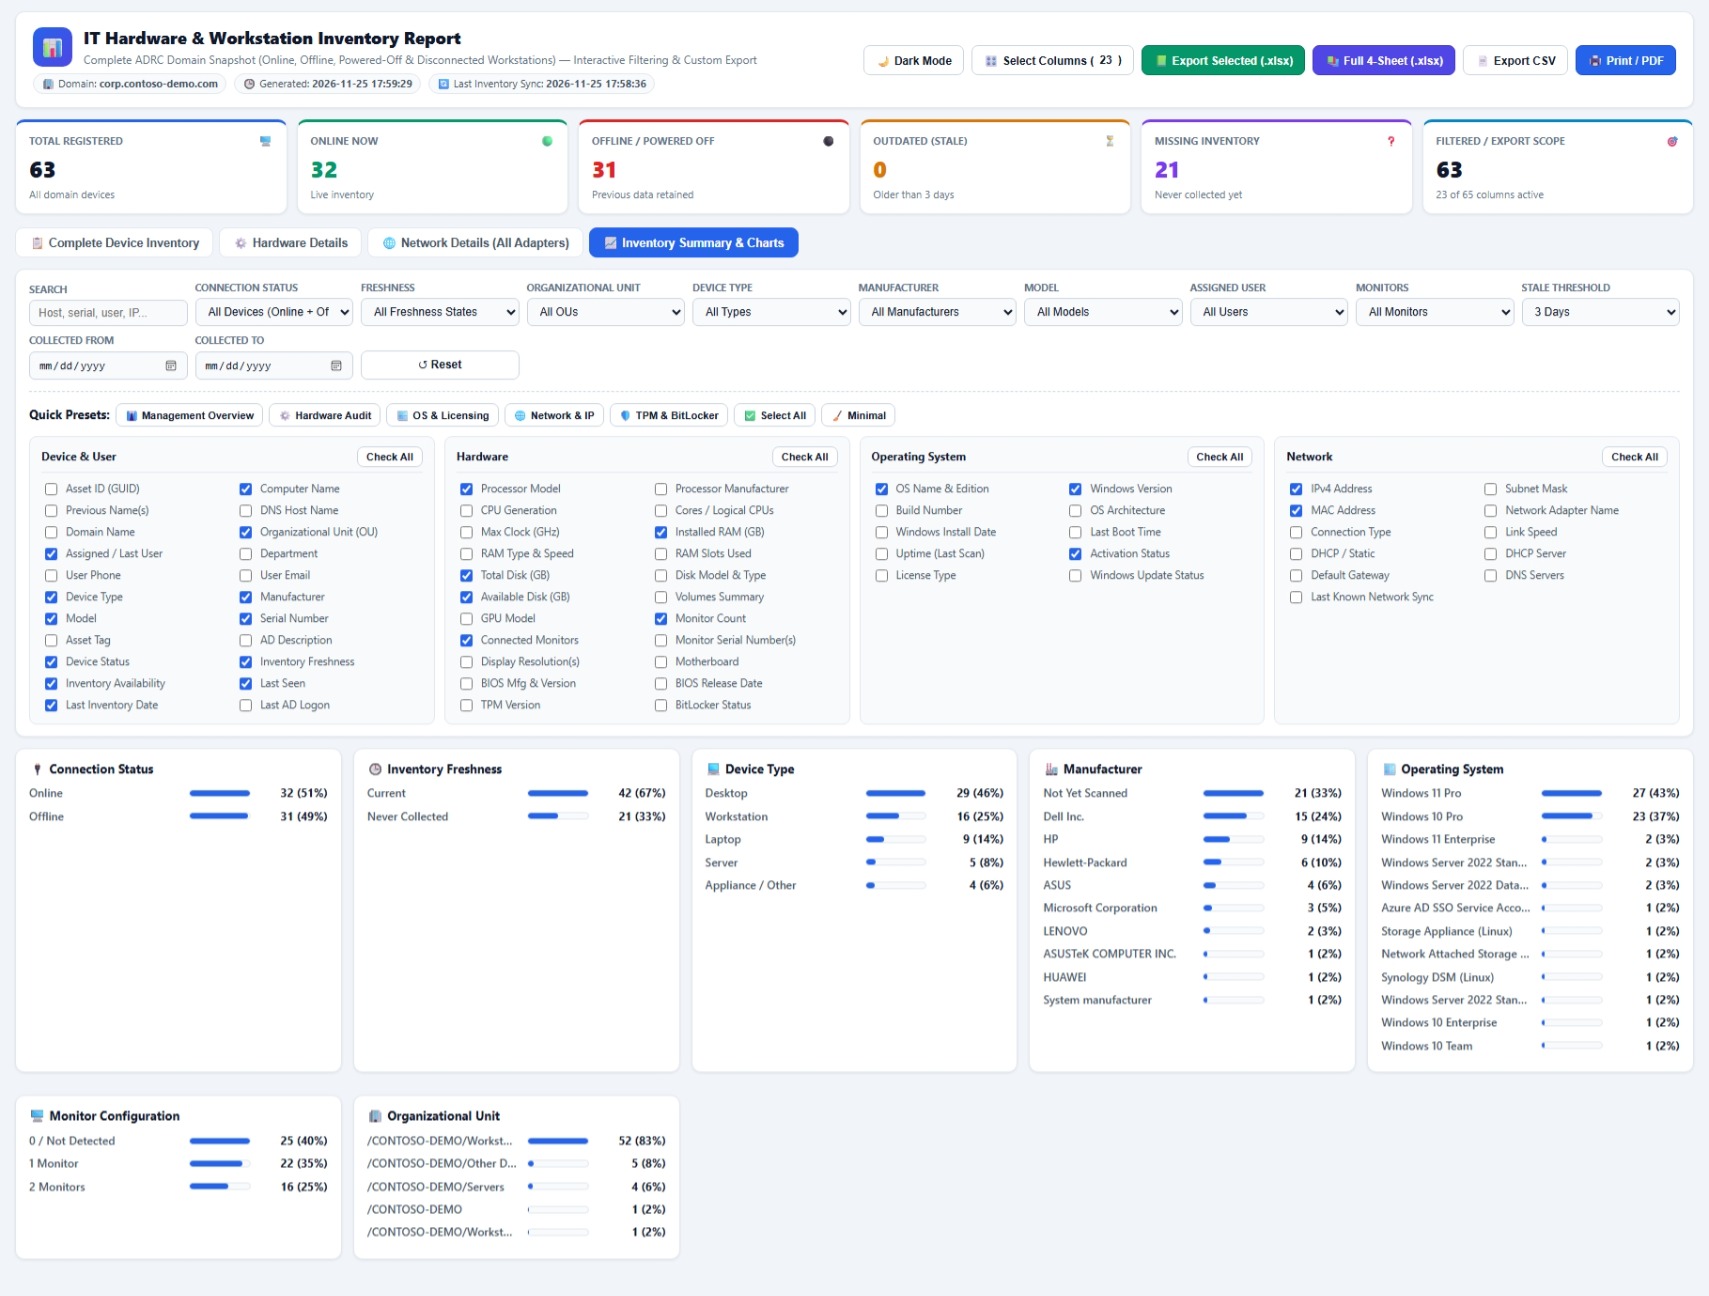 IT Hardware & Workstation Inventory Report
Complete ADRC Domain Snapshot (Online, Offline, Powered-Off & Disconnected Workstations) — Interactive Filtering & Custom Export
Domain: corp.contoso-demo.com
Generated: 2026-11-25 17:59:29
Last Inventory Sync: 2026-11-25 17:58:36
Dark Mode
Select Columns ( 23 )
Export Selected (.xlsx)
Full 4-Sheet (.xlsx)
Export CSV
Print / PDF
TOTAL REGISTERED
63
All domain devices
ONLINE NOW
32
Live inventory
OFFLINE / POWERED OFF
31
Previous data retained
OUTDATED (STALE)
0
Older than 3 days
MISSING INVENTORY
21
Never collected yet
FILTERED / EXPORT SCOPE
63
23 of 65 columns active
Complete Device Inventory
Hardware Details
Network Details (All Adapters)
Inventory Summary & Charts
SEARCH
Host, serial, user, IP...
CONNECTION STATUS
All Devices (Online + Of
FRESHNESS
All Freshness States
ORGANIZATIONAL UNIT
All OUs
DEVICE TYPE
All Types
MANUFACTURER
All Manufacturers
MODEL
All Models
ASSIGNED USER
All Users
MONITORS
All Monitors
STALE THRESHOLD
3 Days
COLLECTED FROM
mm/dd/yyyy
COLLECTED TO
mm/dd/yyyy
↺ Reset
Quick Presets:
Management Overview
Hardware Audit
OS & Licensing
Network & IP
TPM & BitLocker
Select All
Minimal
Device & User
Check All
Asset ID (GUID)
Computer Name
Previous Name(s)
DNS Host Name
Domain Name
Organizational Unit (OU)
Assigned / Last User
Department
User Phone
User Email
Device Type
Manufacturer
Model
Serial Number
Asset Tag
AD Description
Device Status
Inventory Freshness
Inventory Availability
Last Seen
Last Inventory Date
Last AD Logon
Hardware
Check All
Processor Model
Processor Manufacturer
CPU Generation
Cores / Logical CPUs
Max Clock (GHz)
Installed RAM (GB)
RAM Type & Speed
RAM Slots Used
Total Disk (GB)
Disk Model & Type
Available Disk (GB)
Volumes Summary
GPU Model
Monitor Count
Connected Monitors
Monitor Serial Number(s)
Display Resolution(s)
Motherboard
BIOS Mfg & Version
BIOS Release Date
TPM Version
BitLocker Status
Operating System
Check All
OS Name & Edition
Windows Version
Build Number
OS Architecture
Windows Install Date
Last Boot Time
Uptime (Last Scan)
Activation Status
License Type
Windows Update Status
Network
Check All
IPv4 Address
Subnet Mask
MAC Address
Network Adapter Name
Connection Type
Link Speed
DHCP / Static
DHCP Server
Default Gateway
DNS Servers
Last Known Network Sync
Connection Status
Online 32 (51%)
Offline 31 (49%)
Inventory Freshness
Current 42 (67%)
Never Collected 21 (33%)
Device Type
Desktop 29 (46%)
Workstation 16 (25%)
Laptop 9 (14%)
Server 5 (8%)
Appliance / Other 4 (6%)
Manufacturer
Not Yet Scanned 21 (33%)
Dell Inc. 15 (24%)
HP 9 (14%)
Hewlett-Packard 6 (10%)
ASUS 4 (6%)
Microsoft Corporation 3 (5%)
LENOVO 2 (3%)
ASUSTeK COMPUTER INC. 1 (2%)
HUAWEI 1 (2%)
System manufacturer 1 (2%)
Operating System
Windows 11 Pro 27 (43%)
Windows 10 Pro 23 (37%)
Windows 11 Enterprise 2 (3%)
Windows Server 2022 Stan... 2 (3%)
Windows Server 2022 Data... 2 (3%)
Azure AD SSO Service Acco... 1 (2%)
Storage Appliance (Linux) 1 (2%)
Network Attached Storage ... 1 (2%)
Synology DSM (Linux) 1 (2%)
Windows Server 2022 Stan... 1 (2%)
Windows 10 Enterprise 1 (2%)
Windows 10 Team 1 (2%)
Monitor Configuration
0 / Not Detected 25 (40%)
1 Monitor 22 (35%)
2 Monitors 16 (25%)
Organizational Unit
/CONTOSO-DEMO/Workst... 52 (83%)
/CONTOSO-DEMO/Other D... 5 (8%)
/CONTOSO-DEMO/Servers 4 (6%)
/CONTOSO-DEMO 1 (2%)
/CONTOSO-DEMO/Workst... 1 (2%)